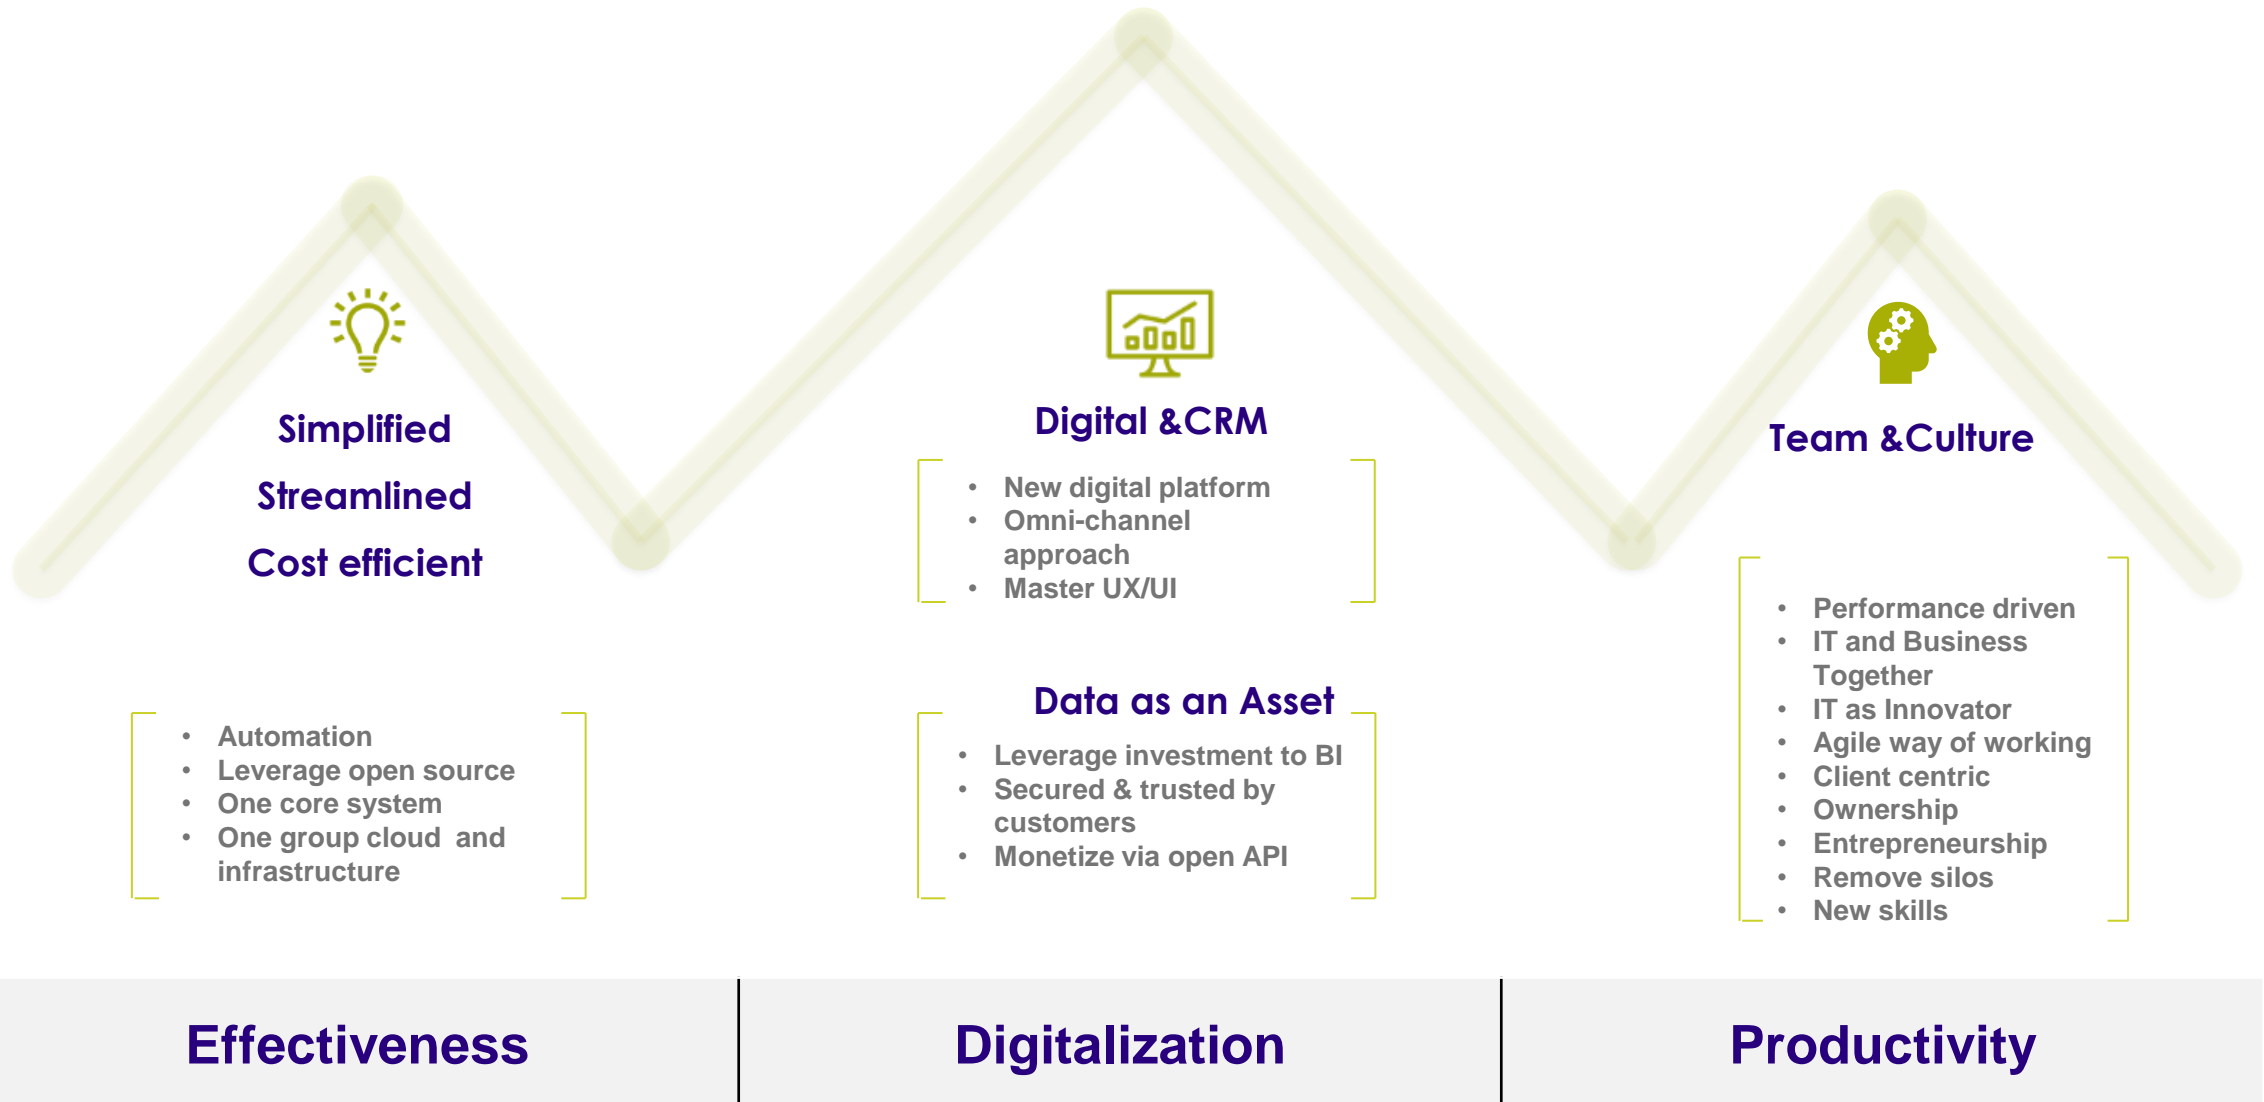 Simplified
Streamlined
Cost efficient
• Automation
• Leverage open source
• One core system
• One group cloud and
infrastructure
Digital &CRM
• New digital platform
• Omni-channel
approach
• Master UX/UI
Data as an Asset
• Leverage investment to BI
• Secured & trusted by
customers
• Monetize via open API
Team &Culture
• Performance driven
• IT and Business
Together
• IT as Innovator
• Agile way of working
• Client centric
• Ownership
• Entrepreneurship
• Remove silos
• New skills
Effectiveness
Digitalization
Productivity